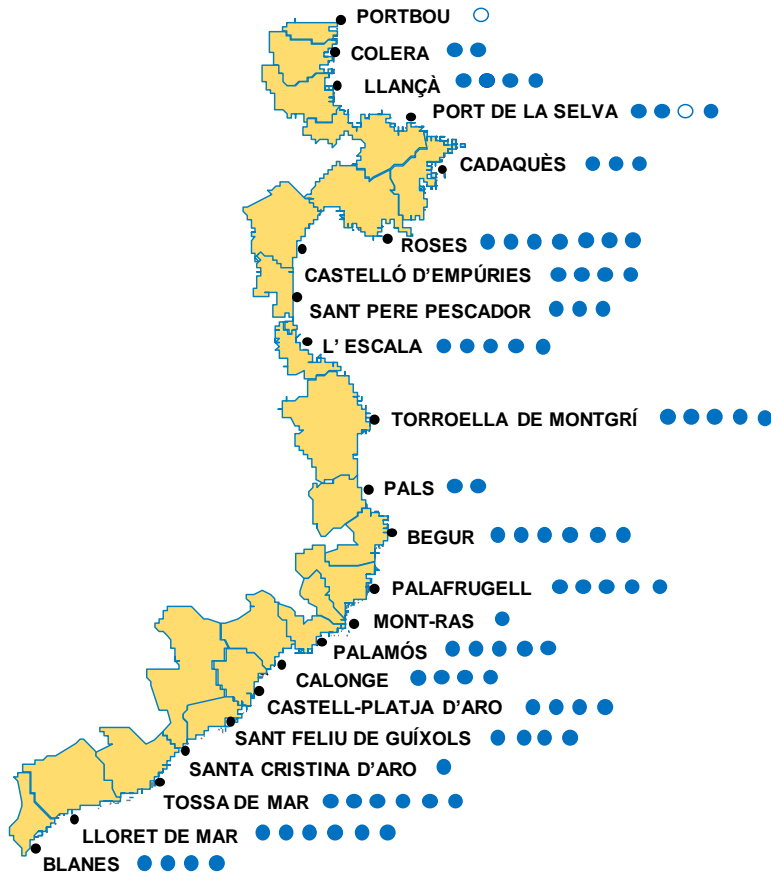 PORTBOU
COLERA
LLANÇÀ
PORT DE LA SELVA
CADAQUÈS
ROSES
CASTELLÓ D'EMPÚRIES
SANT PERE PESCADOR
L' ESCALA
TORROELLA DE MONTGRÍ
PALS
BEGUR
PALAFRUGELL
MONT-RAS
PALAMÓS
CALONGE
CASTELL-PLATJA D'ARO
SANT FELIU DE GUÍXOLS
SANTA CRISTINA D'ARO
TOSSA DE MAR
LLORET DE MAR
BLANES